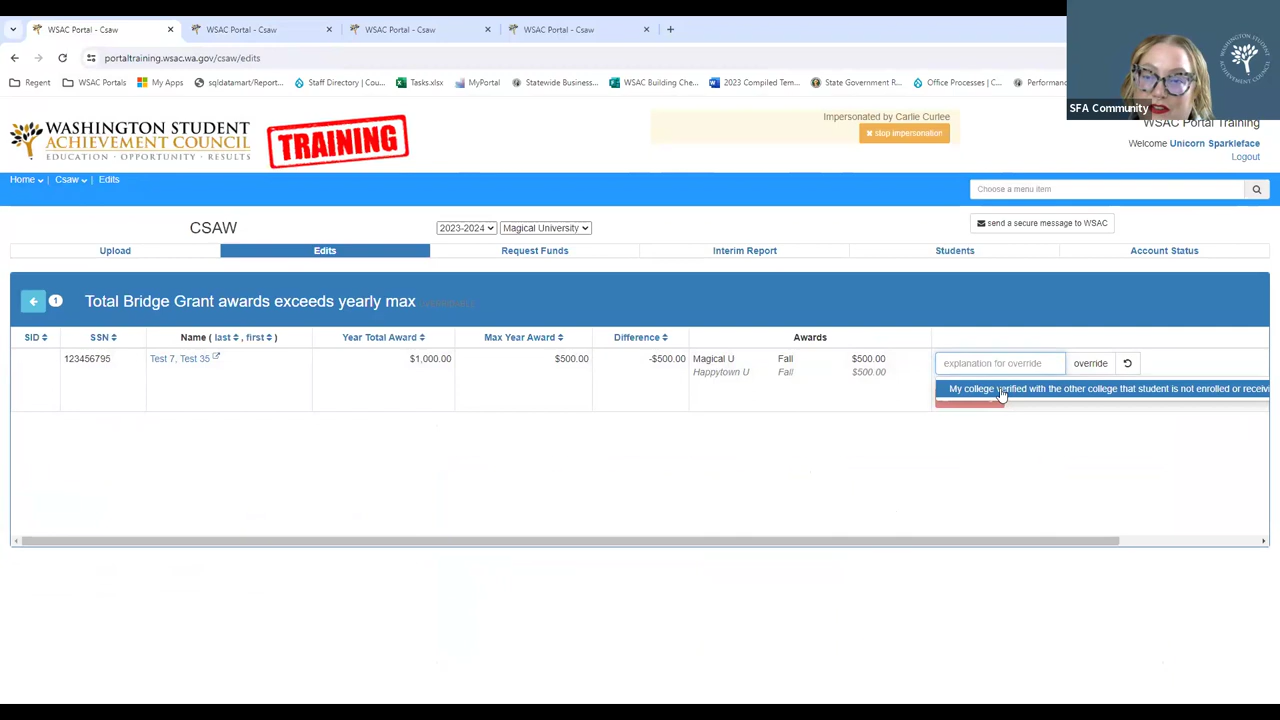 WSAC Portal - Csaw
WSAC Portal - Csaw
WSAC Portal - Csaw
WSAC Portal - Csaw
portaltraining.wsac.wa.gov/csaw/edits
Regent
WSAC Portals
My Apps
sqldatamart/Report...
Staff Directory | Cou...
Tasks.xlsx
MyPortal
Statewide Business...
WSAC Building Che...
2023 Compiled Tem...
State Government R...
Office Processes | C...
Performanc
SFA Community
WASHINGTON STUDENT
ACHIEVEMENT COUNCIL
EDUCATION · OPPORTUNITY · RESULTS
TRAINING
Impersonated by Carlie Curlee
stop impersonation
WSAC Portal Training
Welcome Unicorn Sparkleface
Logout
Home | Csaw | Edits
Choose a menu item
CSAW
2023-2024
Magical University
send a secure message to WSAC
Upload
Edits
Request Funds
Interim Report
Students
Account Status
1
Total Bridge Grant awards exceeds yearly max
SID
SSN
Name ( last , first )
Year Total Award
Max Year Award
Difference
Awards
123456795
Test 7, Test 35
$1,000.00
$500.00
-$500.00
Magical U Fall $500.00
Happytown U Fall $500.00
explanation for override
override
My college verified with the other college that student is not enrolled or receivi